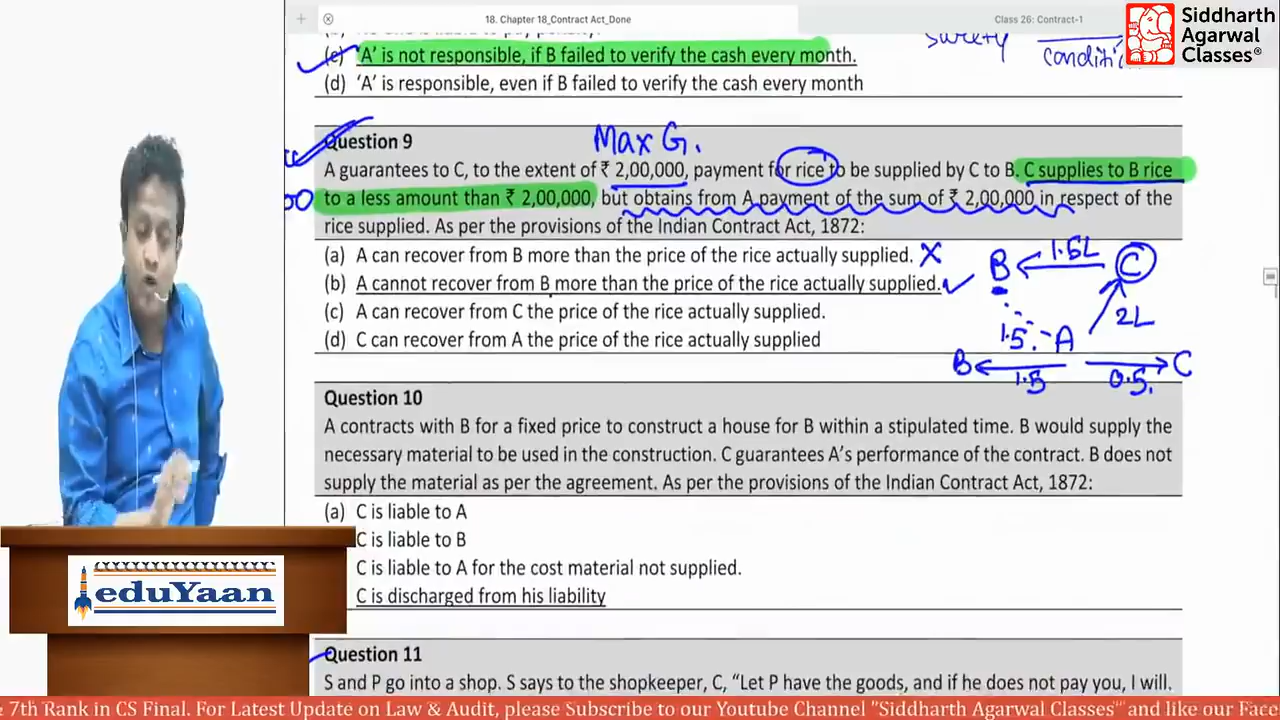 18. Chapter 18_Contract Act_Done
Class 26: Contract-1
Siddharth
Agarwal
Classes®
surety
conditi
(c) 'A' is not responsible, if B failed to verify the cash every month.
(d) 'A' is responsible, even if B failed to verify the cash every month
Question 9
Max G.
A guarantees to C, to the extent of ₹ 2,00,000, payment for rice to be supplied by C to B. C supplies to B rice
to a less amount than ₹ 2,00,000, but obtains from A payment of the sum of ₹ 2,00,000 in respect of the
rice supplied. As per the provisions of the Indian Contract Act, 1872:
(a) A can recover from B more than the price of the rice actually supplied.
(b) A cannot recover from B more than the price of the rice actually supplied.
(c) A can recover from C the price of the rice actually supplied.
(d) C can recover from A the price of the rice actually supplied
B 1.5L C
2L
1.5 A
B C
1.5 0.5.
Question 10
A contracts with B for a fixed price to construct a house for B within a stipulated time. B would supply the
necessary material to be used in the construction. C guarantees A's performance of the contract. B does not
supply the material as per the agreement. As per the provisions of the Indian Contract Act, 1872:
(a) C is liable to A
C is liable to B
C is liable to A for the cost material not supplied.
C is discharged from his liability
eduYaan
Question 11
S and P go into a shop. S says to the shopkeeper, C, "Let P have the goods, and if he does not pay you, I will.
7th Rank in CS Final. For Latest Update on Law & Audit, please Subscribe to our Youtube Channel "Siddharth Agarwal Classes" and like our Face